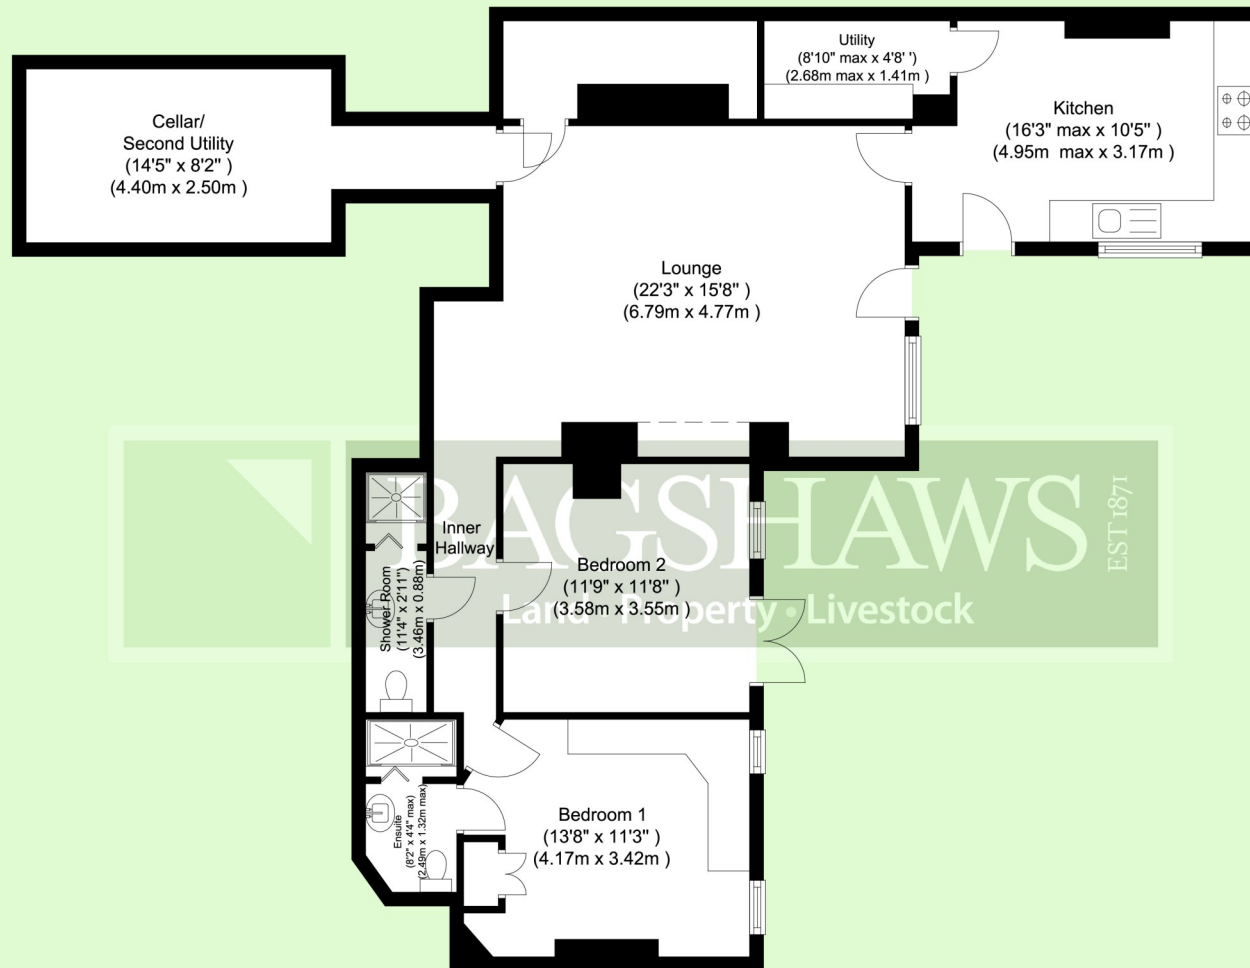 Utility
(8'10" max x 4'8' ')
(2.68m max x 1.41m )
Kitchen
(16'3" max x 10'5" )
(4.95m  max x 3.17m )
Cellar/
Second Utility
(14'5" x 8'2" )
(4.40m x 2.50m )
Lounge
(22'3" x 15'8" )
(6.79m x 4.77m )
BAGSHAWS
EST 1871
Land • Property • Livestock
Inner
Hallway
Bedroom 2
(11'9" x 11'8" )
(3.58m x 3.55m )
Shower Room
(11'4" x 2'11")
(3.46m x 0.88m)
Ensuite
(8'2" x 4'4" max)
(2.49m x 1.32m max)
Bedroom 1
(13'8" x 11'3" )
(4.17m x 3.42m )